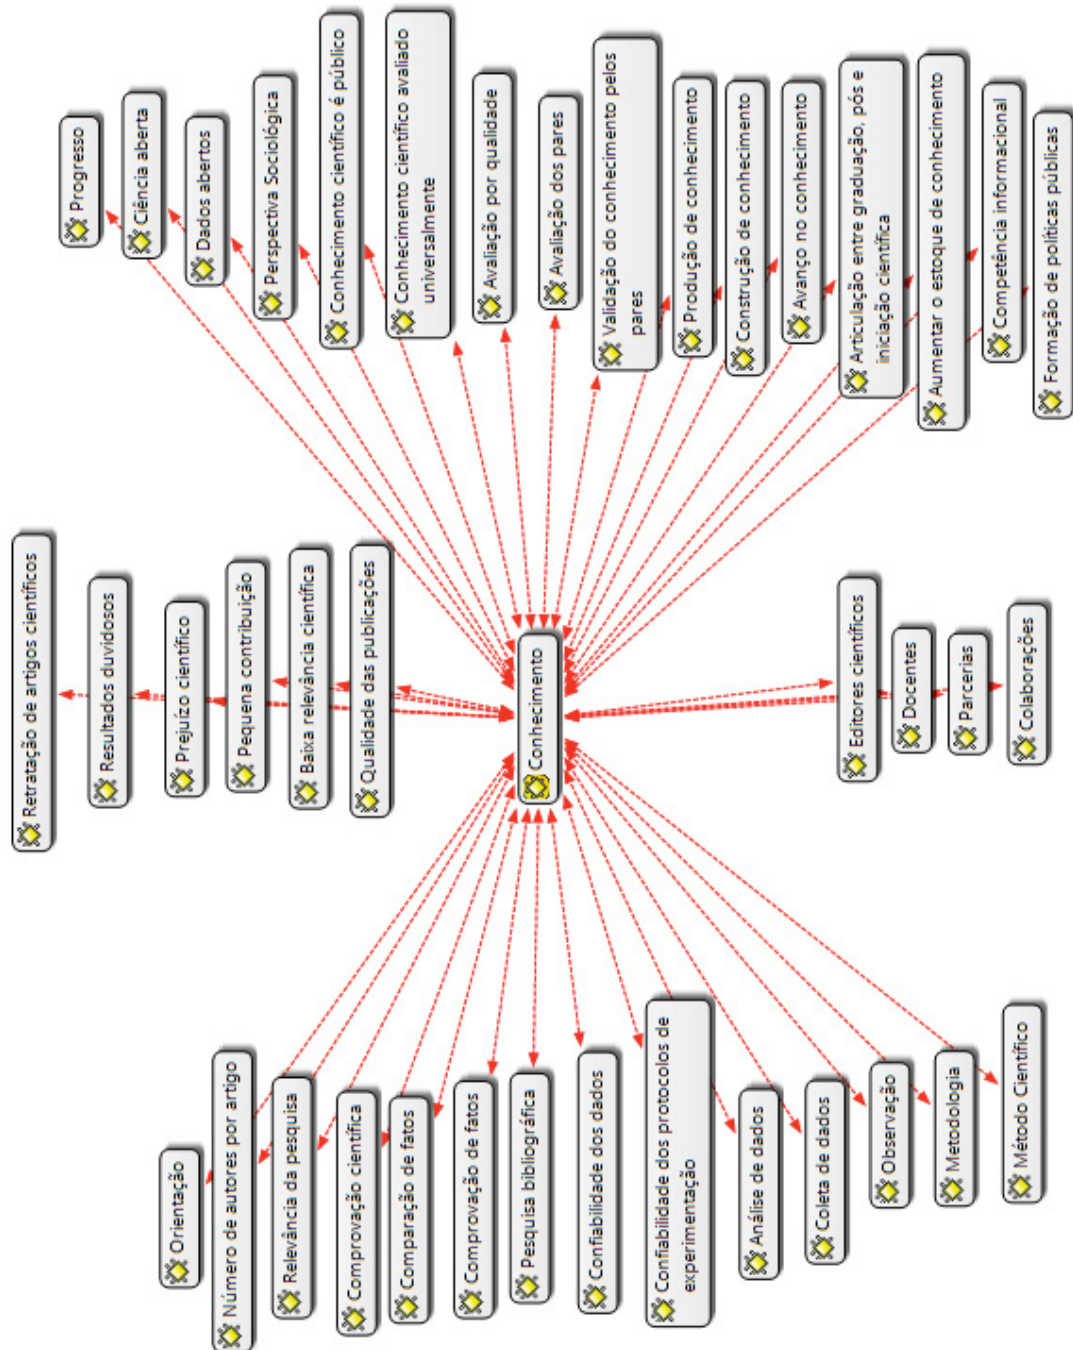 Orientação
Número de autores por artigo
Relevância da pesquisa
Comprovação científica
Comparação de fatos
Comprovação de fatos
Pesquisa bibliográfica
Confiabilidade dos dados
Confiabilidade dos protocolos de
experimentação
Análise de dados
Coleta de dados
Observação
Metodologia
Método Científico
Retratação de artigos científicos
Resultados duvidosos
Prejuízo científico
Pequena contribuição
Baixa relevância científica
Qualidade das publicações
Conhecimento
Editores científicos
Docentes
Parcerias
Colaborações
Progresso
Ciência aberta
Dados abertos
Perspectiva Sociológica
Conhecimento científico é público
Conhecimento científico avaliado
universalmente
Avaliação por qualidade
Avaliação dos pares
Validação do conhecimento pelos
pares
Produção de conhecimento
Construção de conhecimento
Avanço no conhecimento
Articulação entre graduação, pós e
iniciação científica
Aumentar o estoque de conhecimento
Competência informacional
Formação de políticas públicas